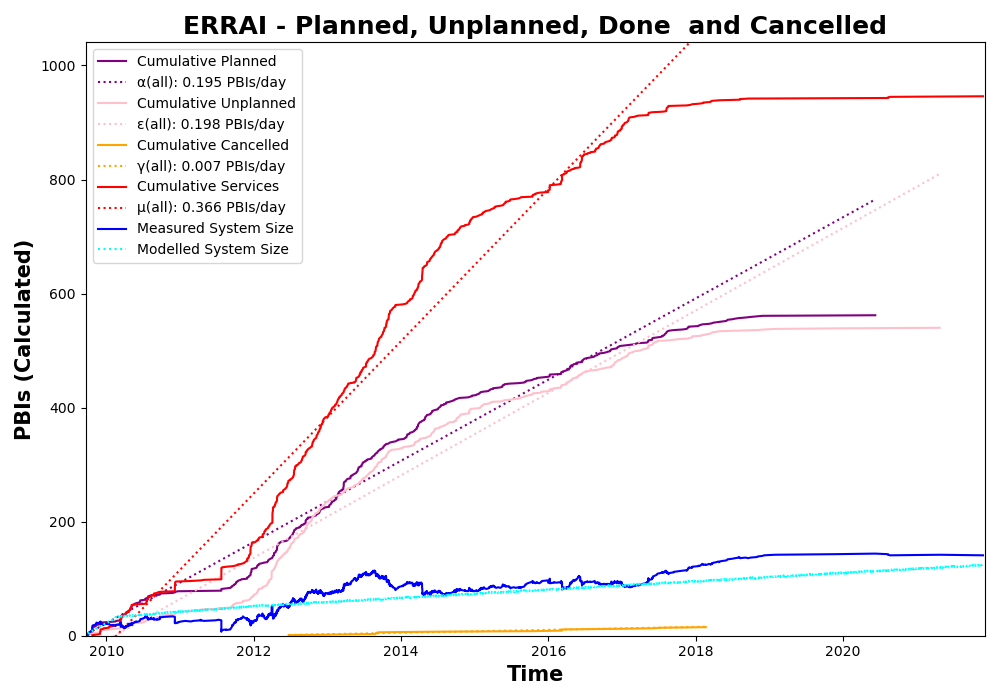 ERRAI - Planned, Unplanned, Done  and Cancelled
Cumulative Planned
α(all): 0.195 PBIs/day
Cumulative Unplanned
ε(all): 0.198 PBIs/day
Cumulative Cancelled
γ(all): 0.007 PBIs/day
Cumulative Services
μ(all): 0.366 PBIs/day
Measured System Size
Modelled System Size
PBIs (Calculated)
1000
800
600
400
200
0
2010 2012 2014 2016 2018 2020
Time